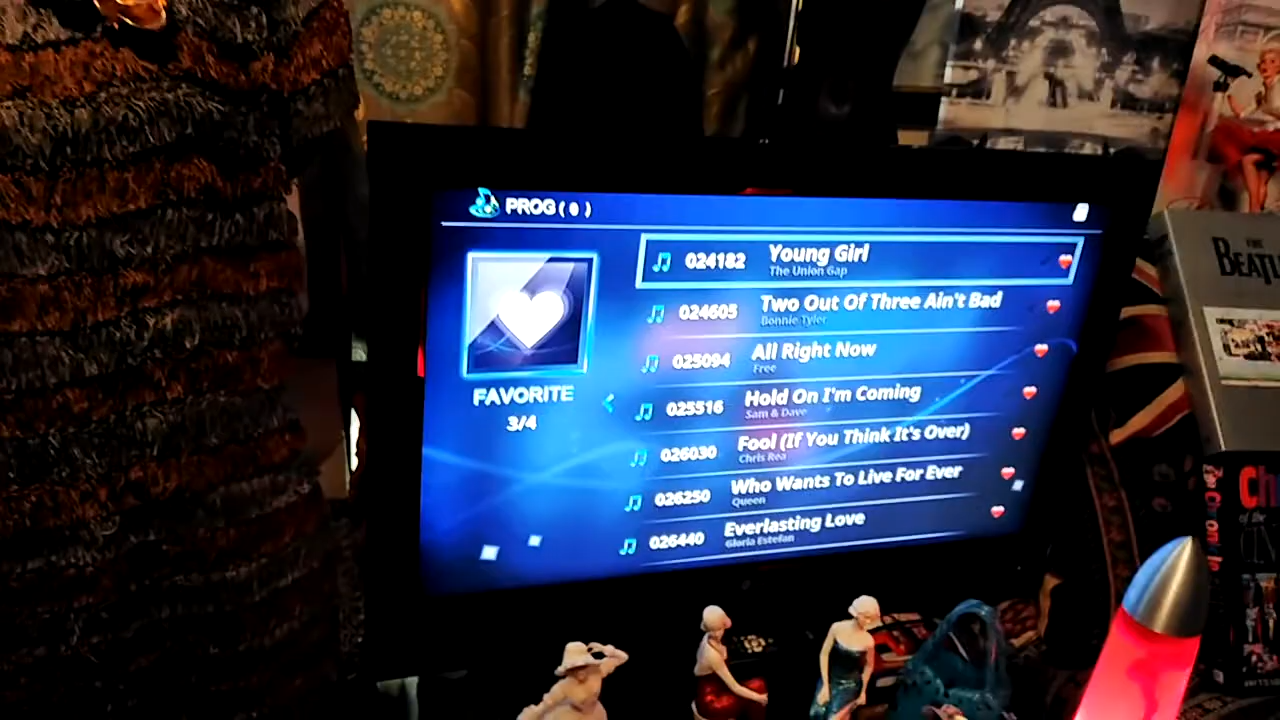 PROG ( 0 )
024182 Young Girl
The Union Gap
024605 Two Out Of Three Ain't Bad
Bonnie Tyler
025094 All Right Now
Free
025516 Hold On I'm Coming
Sam & Dave
026030 Fool (If You Think It's Over)
Chris Rea
026250 Who Wants To Live For Ever
Queen
026440 Everlasting Love
Gloria Estefan
FAVORITE
3/4
THE
BEATL
Ch